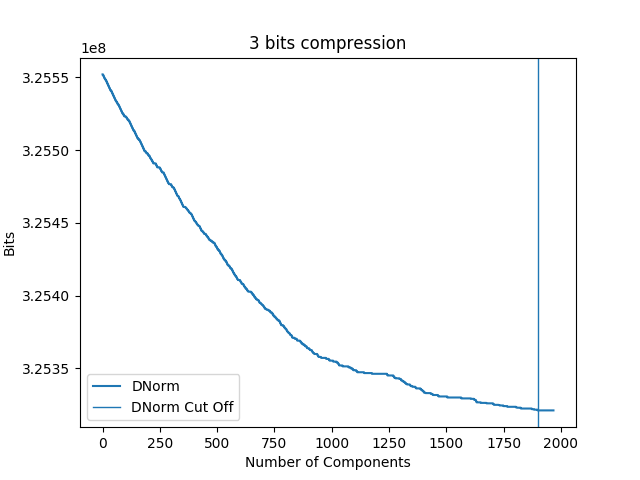 3 bits compression
1e8
3.2555
3.2550
3.2545
3.2540
3.2535
Bits
DNorm
DNorm Cut Off
0 250 500 750 1000 1250 1500 1750 2000
Number of Components